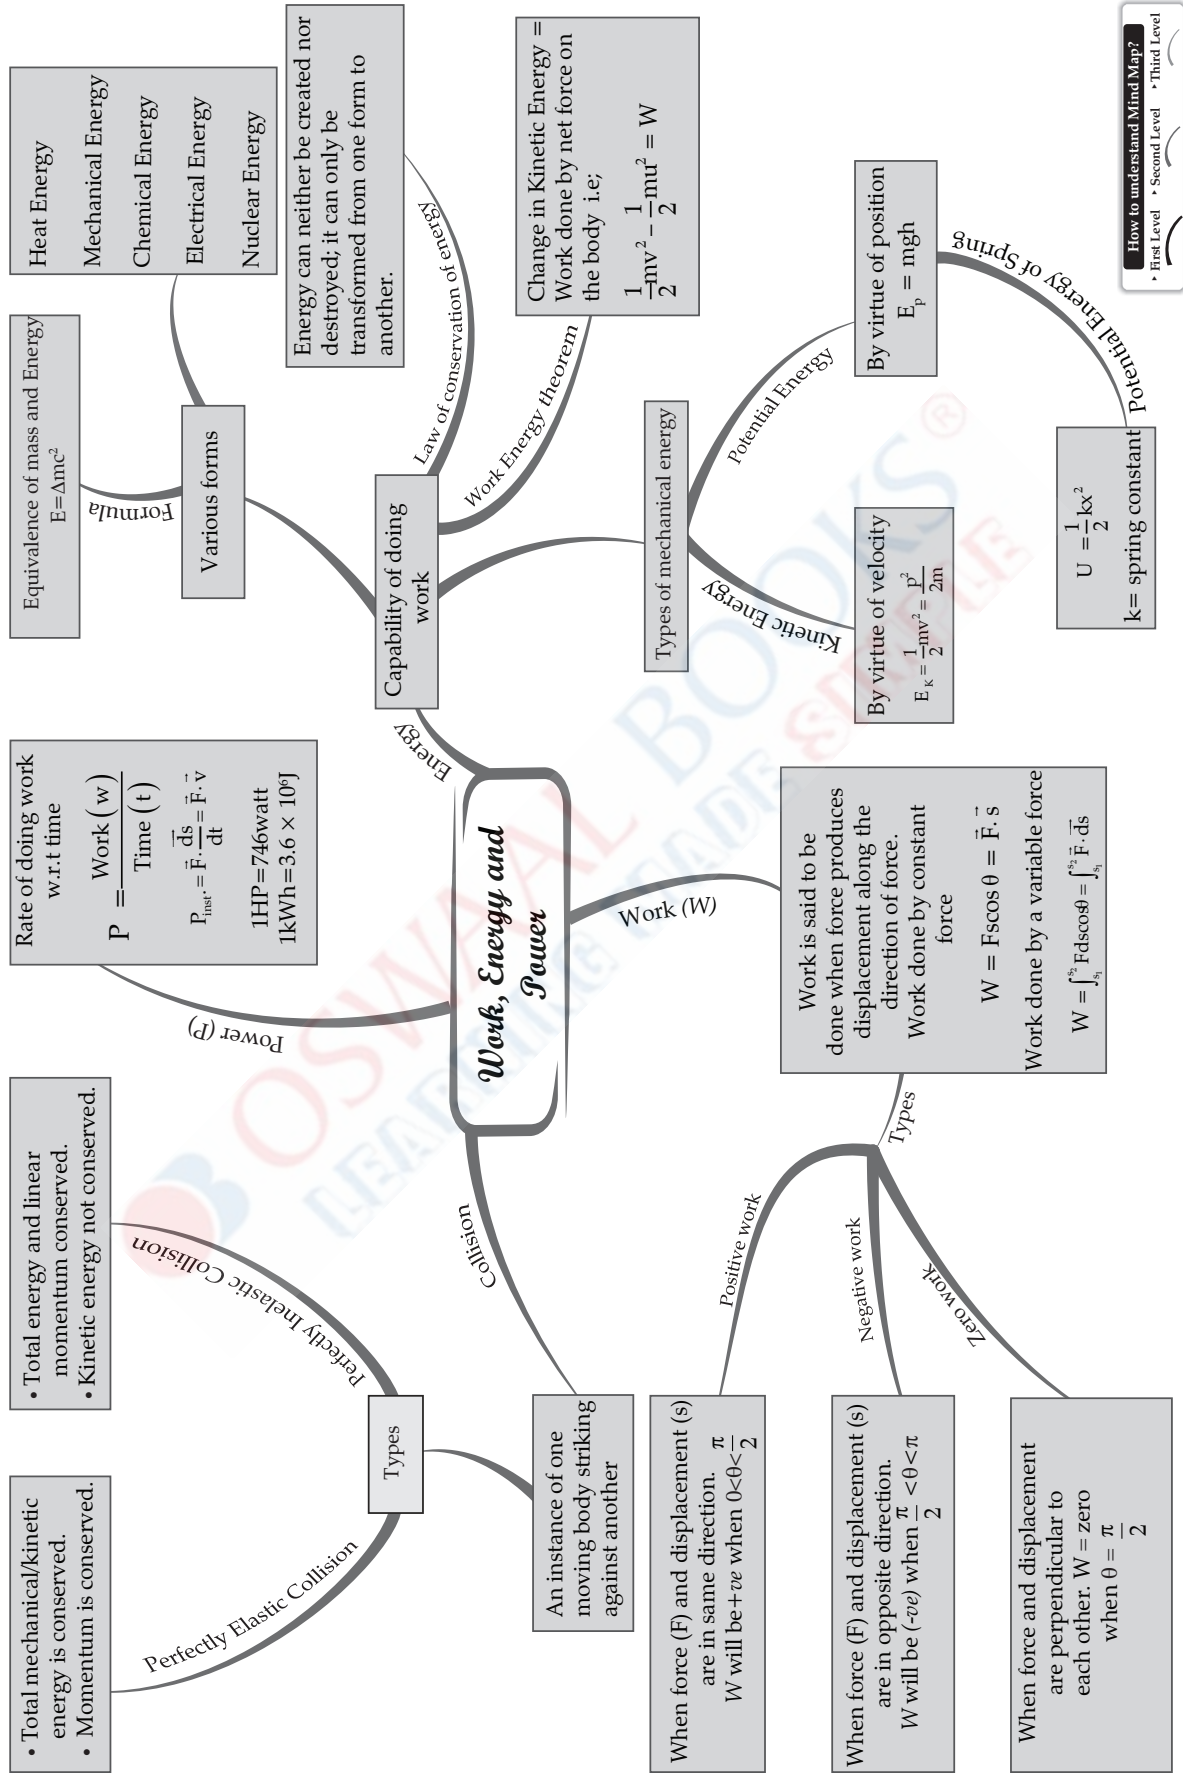 Work, Energy and
Power
Collision
An instance of one
moving body striking
against another
Types
Perfectly Elastic Collision
• Total mechanical/kinetic
energy is conserved.
• Momentum is conserved.
Perfectly Inelastic Collision
• Total energy and linear
momentum conserved.
• Kinetic energy not conserved.
Power (P)
Rate of doing work
w.r.t time
P = Work (w) / Time (t)
P_inst. = F⃗ · d⃗s/dt = F⃗ · v⃗
1HP=746watt
1kWh=3.6 × 10⁶J
Energy
Capability of doing
work
Various forms
Formula
Equivalence of mass and Energy
E=Δmc²
Heat Energy
Mechanical Energy
Chemical Energy
Electrical Energy
Nuclear Energy
Law of conservation of energy
Energy can neither be created nor
destroyed; it can only be
transformed from one form to
another.
Work Energy theorem
Change in Kinetic Energy =
Work done by net force on
the body i.e;
1/2 mv² − 1/2 mu² = W
Types of mechanical energy
Kinetic Energy
By virtue of velocity
E_K = 1/2 mv² = p²/2m
Potential Energy
By virtue of position
E_p = mgh
Potential Energy of Spring
U = 1/2 kx²
k= spring constant
Work (W)
Work is said to be
done when force produces
displacement along the
direction of force.
Work done by constant
force
W = Fscos θ = F⃗. s⃗
Work done by a variable force
W = ∫_s₁^s₂ Fdscosθ = ∫_s₁^s₂ F⃗ · d⃗s
Types
Positive work
When force (F) and displacement (s)
are in same direction.
W will be+ve when 0<θ<π/2
Negative work
When force (F) and displacement (s)
are in opposite direction.
W will be (-ve) when π/2 <θ<π
Zero work
When force and displacement
are perpendicular to
each other. W = zero
when θ = π/2
How to understand Mind Map?
First Level
Second Level
Third Level
OSWAAL BOOKS®
LEARNING MADE SIMPLE